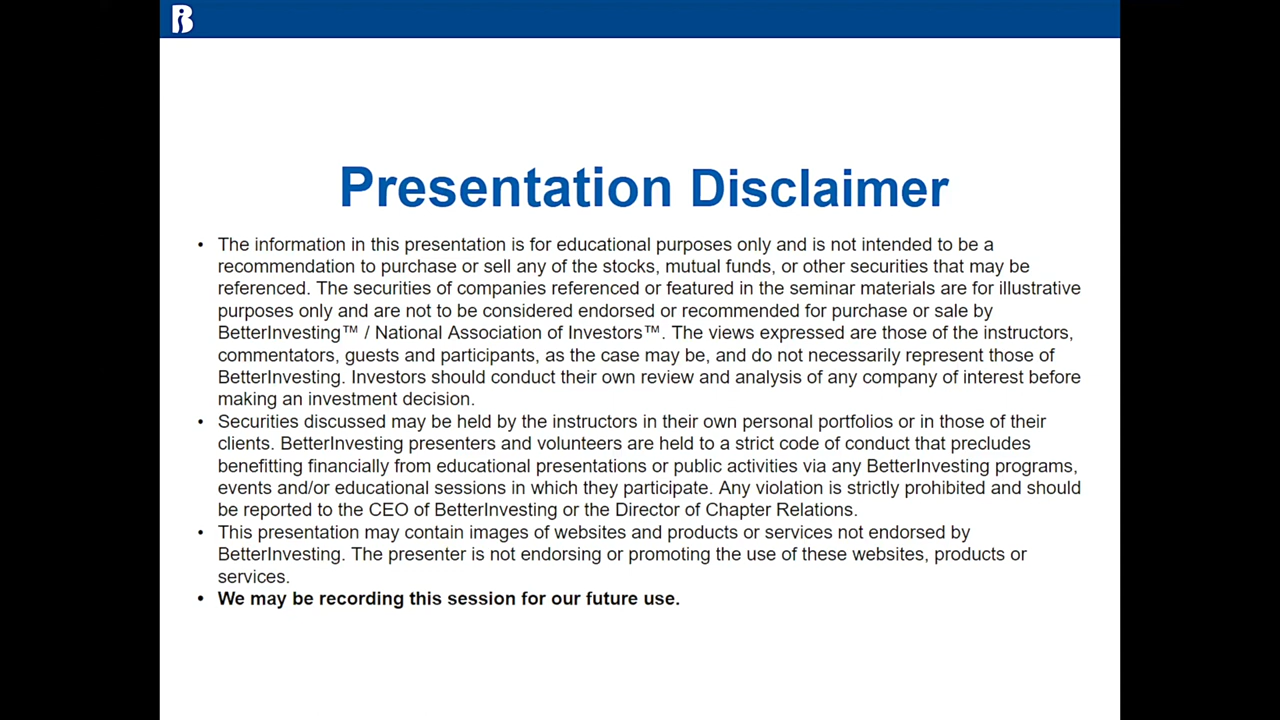 Presentation Disclaimer
• The information in this presentation is for educational purposes only and is not intended to be a
recommendation to purchase or sell any of the stocks, mutual funds, or other securities that may be
referenced. The securities of companies referenced or featured in the seminar materials are for illustrative
purposes only and are not to be considered endorsed or recommended for purchase or sale by
BetterInvesting™ / National Association of Investors™. The views expressed are those of the instructors,
commentators, guests and participants, as the case may be, and do not necessarily represent those of
BetterInvesting. Investors should conduct their own review and analysis of any company of interest before
making an investment decision.
• Securities discussed may be held by the instructors in their own personal portfolios or in those of their
clients. BetterInvesting presenters and volunteers are held to a strict code of conduct that precludes
benefitting financially from educational presentations or public activities via any BetterInvesting programs,
events and/or educational sessions in which they participate. Any violation is strictly prohibited and should
be reported to the CEO of BetterInvesting or the Director of Chapter Relations.
• This presentation may contain images of websites and products or services not endorsed by
BetterInvesting. The presenter is not endorsing or promoting the use of these websites, products or
services.
• We may be recording this session for our future use.